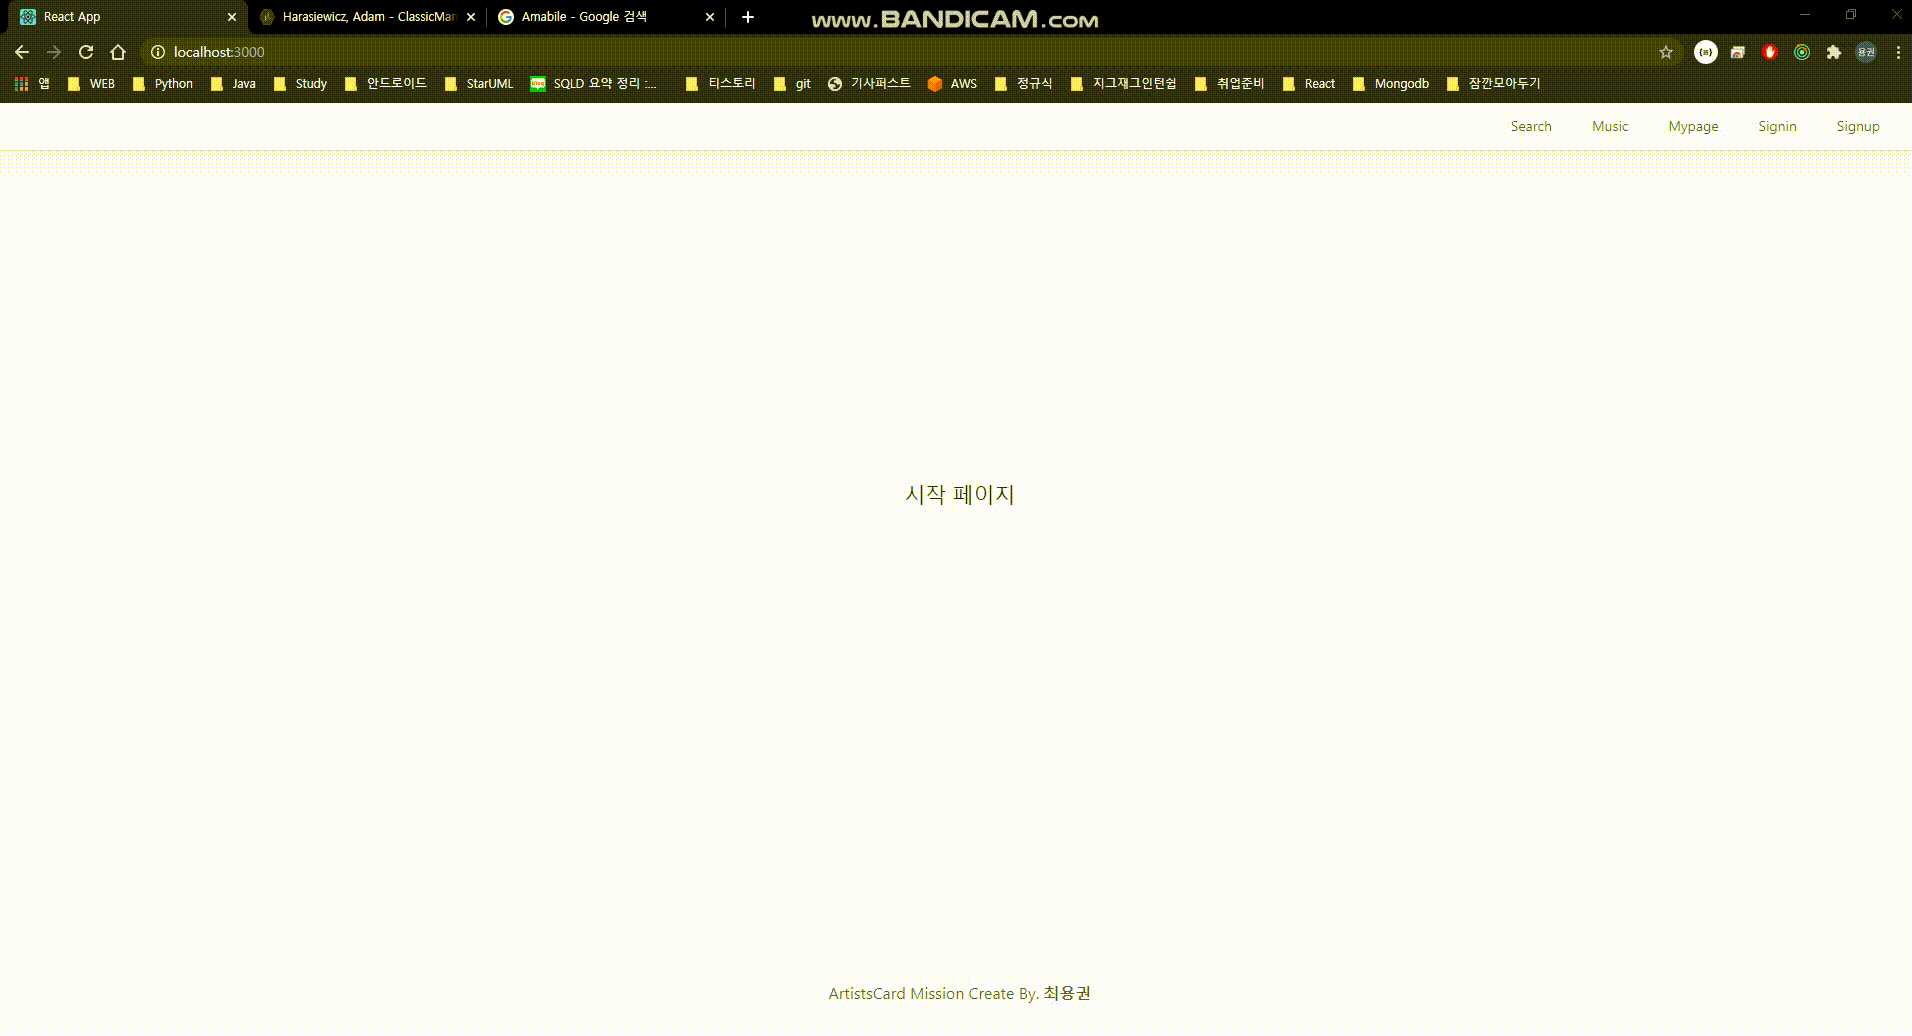 React App
Harasiewicz, Adam - ClassicMan
Amabile - Google 검색
www.BANDICAM.com
localhost:3000
용권
앱
WEB
Python
Java
Study
안드로이드
StarUML
SQLD 요약 정리 :...
티스토리
git
기사퍼스트
AWS
정규식
지그재그인턴쉽
취업준비
React
Mongodb
잠깐모아두기
Search
Music
Mypage
Signin
Signup
시작 페이지
ArtistsCard Mission Create By. 최용권